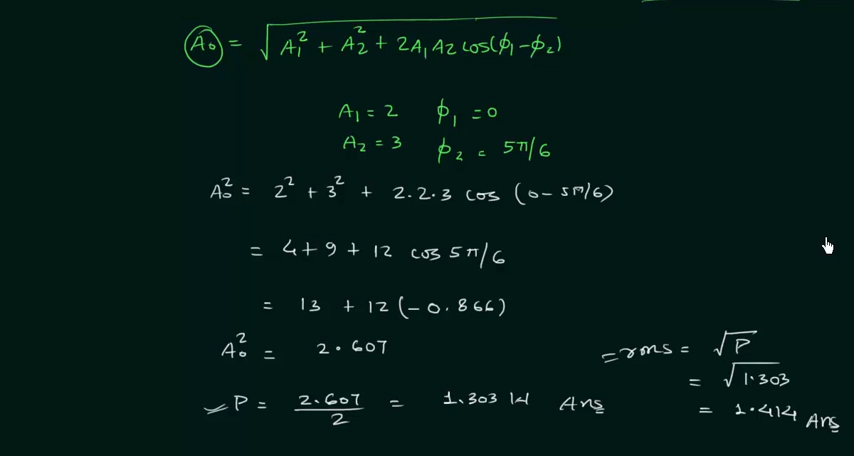 A₀ = √(A₁² + A₂² + 2A₁A₂ cos(ϕ₁ - ϕ₂))
A₁ = 2 ϕ₁ = 0
A₂ = 3 ϕ₂ = 5π/6
A₀² = 2² + 3² + 2.2.3 cos (0 - 5π/6)
= 4 + 9 + 12 cos 5π/6
= 13 + 12 (-0.866)
A₀² = 2.607
P = 2.607/2 = 1.303 14 Ans
= rms = √P
= √1.303
= 1.414 Ans